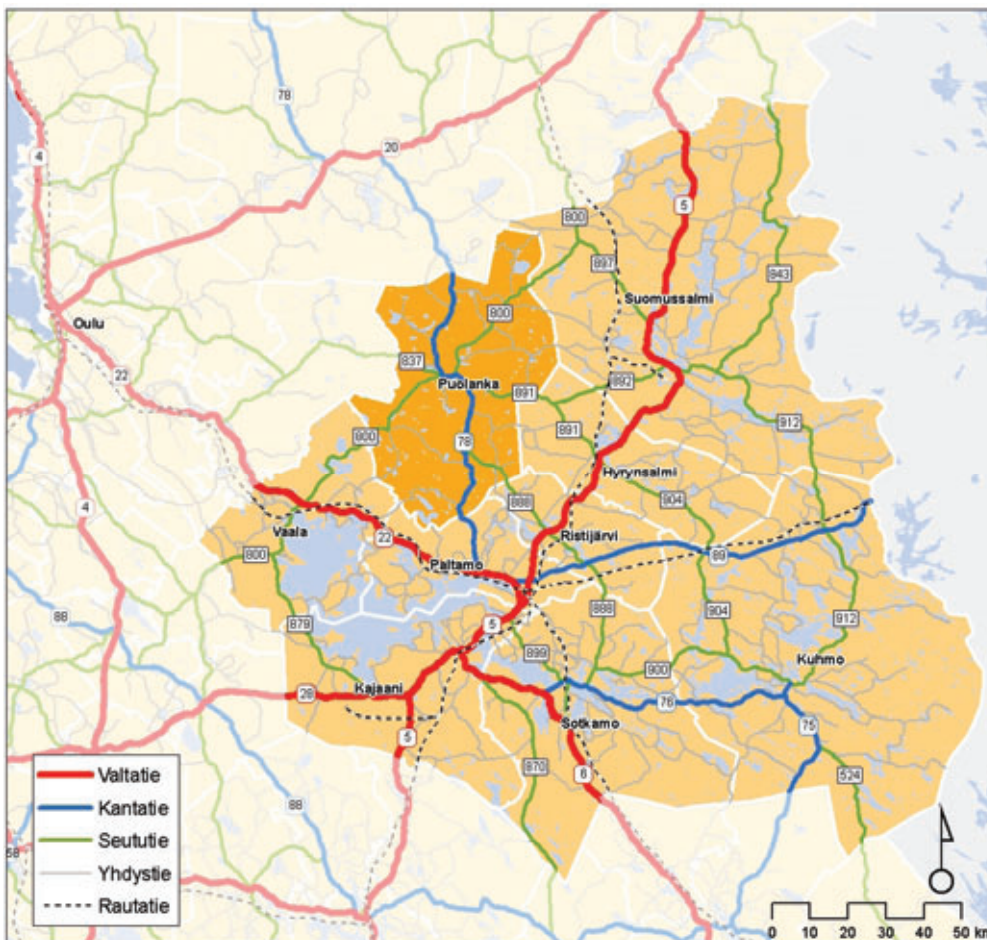 78
4
20
5
800
897
Suomussalmi
843
Oulu
800
22
837
Puolanka
891
892
912
800
78
891
Hyrynsalmi
904
888
4
Vaala
22
Ristijärvi
89
800
Paltamo
5
904
912
88
879
888
899
900
Kuhmo
28
Kajaani
76
75
Sotkamo
5
870
6
524
88
58
Valtatie
Kantatie
Seututie
Yhdystie
Rautatie
0 10 20 30 40 50 km